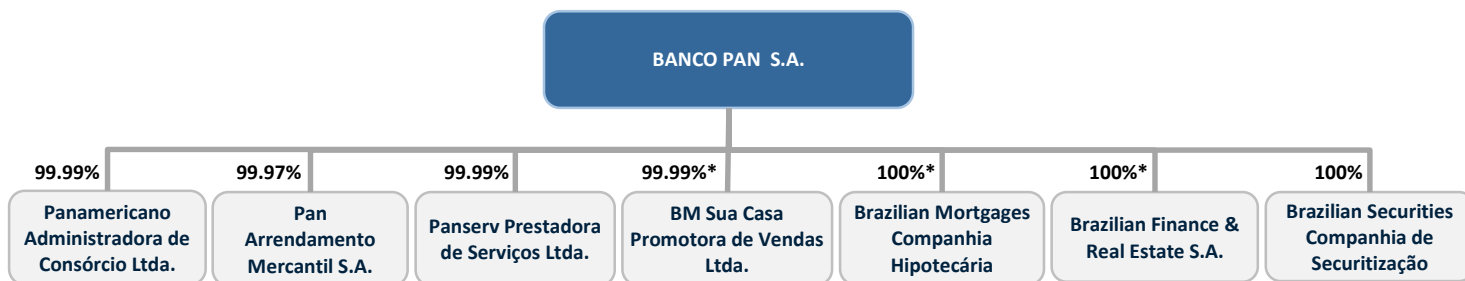 BANCO PAN S.A.
99.99%
99.97%
99.99%
99.99%*
100%*
100%*
100%
Panamericano
Administradora de
Consórcio Ltda.
Pan
Arrendamento
Mercantil S.A.
Panserv Prestadora
de Serviços Ltda.
BM Sua Casa
Promotora de Vendas
Ltda.
Brazilian Mortgages
Companhia
Hipotecária
Brazilian Finance &
Real Estate S.A.
Brazilian Securities
Companhia de
Securitização